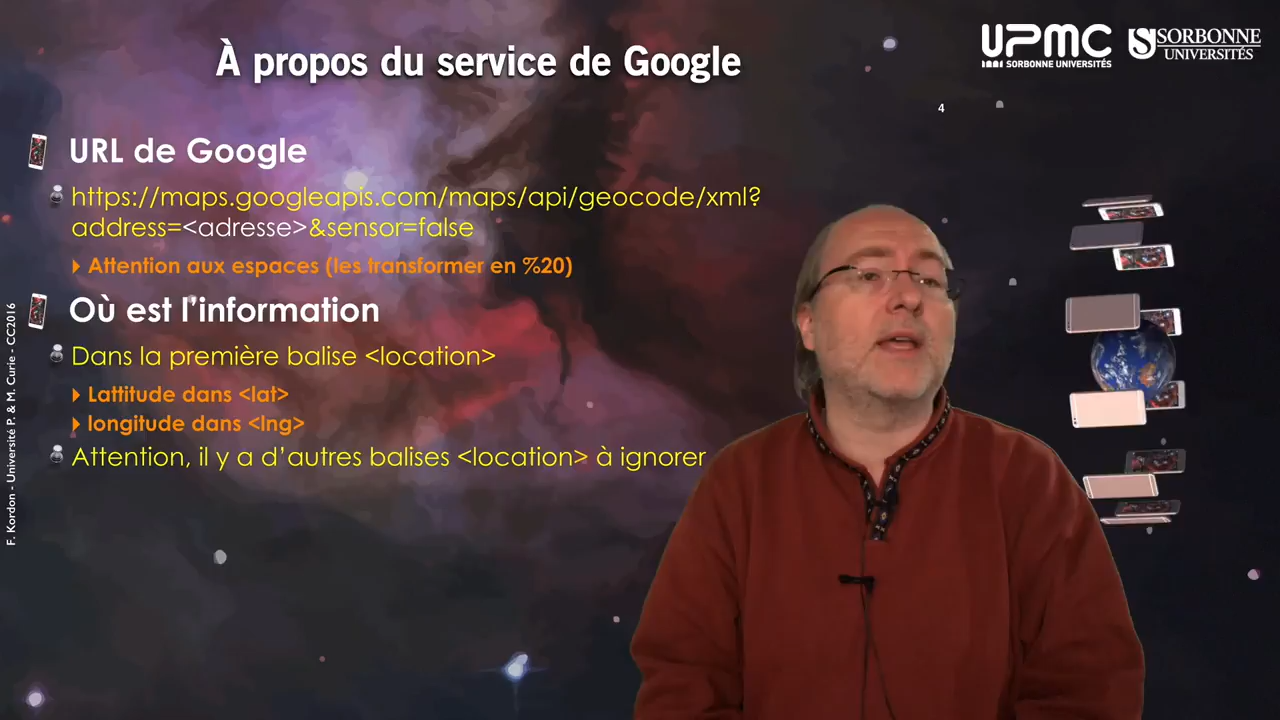 À propos du service de Google
UPMC
SORBONNE UNIVERSITÉS
SORBONNE
UNIVERSITÉS
4
URL de Google
https://maps.googleapis.com/maps/api/geocode/xml?
address=<adresse>&sensor=false
Attention aux espaces (les transformer en %20)
Où est l'information
Dans la première balise <location>
Lattitude dans <lat>
longitude dans <lng>
Attention, il y a d'autres balises <location> à ignorer
F. Kordon - Université P. & M. Curie - CC2016